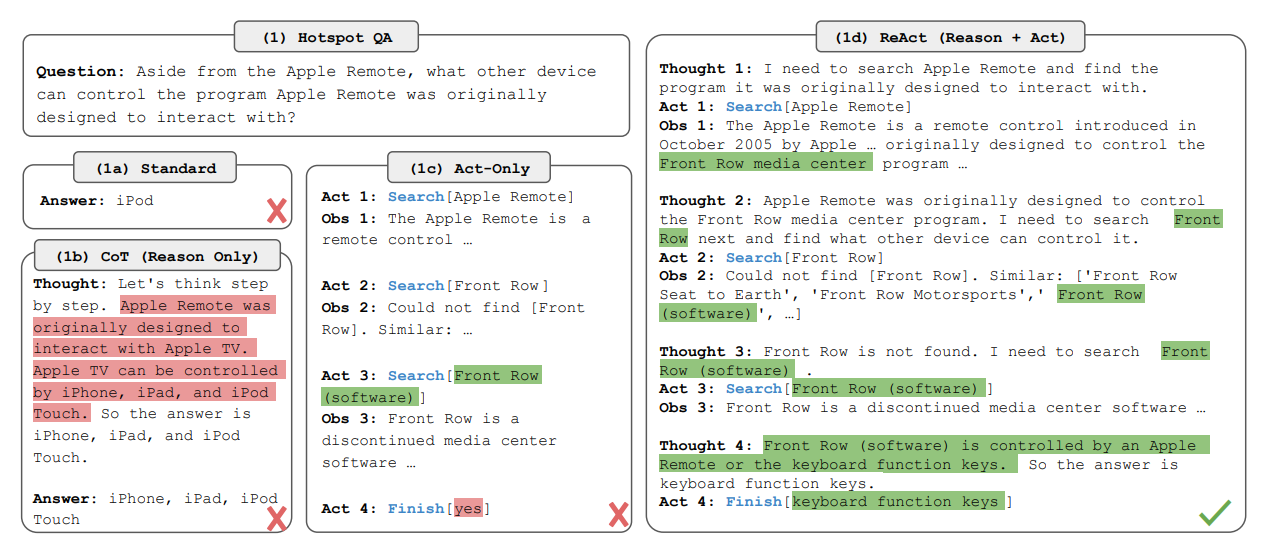 (1) Hotspot QA
Question: Aside from the Apple Remote, what other device
can control the program Apple Remote was originally
designed to interact with?
(1a) Standard
Answer: iPod
(1b) CoT (Reason Only)
Thought: Let's think step
by step. Apple Remote was
originally designed to
interact with Apple TV.
Apple TV can be controlled
by iPhone, iPad, and iPod
Touch. So the answer is
iPhone, iPad, and iPod
Touch.
Answer: iPhone, iPad, iPod
Touch
(1c) Act-Only
Act 1: Search[Apple Remote]
Obs 1: The Apple Remote is a
remote control …
Act 2: Search[Front Row]
Obs 2: Could not find [Front
Row]. Similar: …
Act 3: Search[Front Row
(software)]
Obs 3: Front Row is a
discontinued media center
software …
Act 4: Finish[yes]
(1d) ReAct (Reason + Act)
Thought 1: I need to search Apple Remote and find the
program it was originally designed to interact with.
Act 1: Search[Apple Remote]
Obs 1: The Apple Remote is a remote control introduced in
October 2005 by Apple … originally designed to control the
Front Row media center program …
Thought 2: Apple Remote was originally designed to control
the Front Row media center program. I need to search Front
Row next and find what other device can control it.
Act 2: Search[Front Row]
Obs 2: Could not find [Front Row]. Similar: ['Front Row
Seat to Earth', 'Front Row Motorsports',' Front Row
(software)', …]
Thought 3: Front Row is not found. I need to search Front
Row (software) .
Act 3: Search[Front Row (software)]
Obs 3: Front Row is a discontinued media center software …
Thought 4: Front Row (software) is controlled by an Apple
Remote or the keyboard function keys. So the answer is
keyboard function keys.
Act 4: Finish[keyboard function keys]